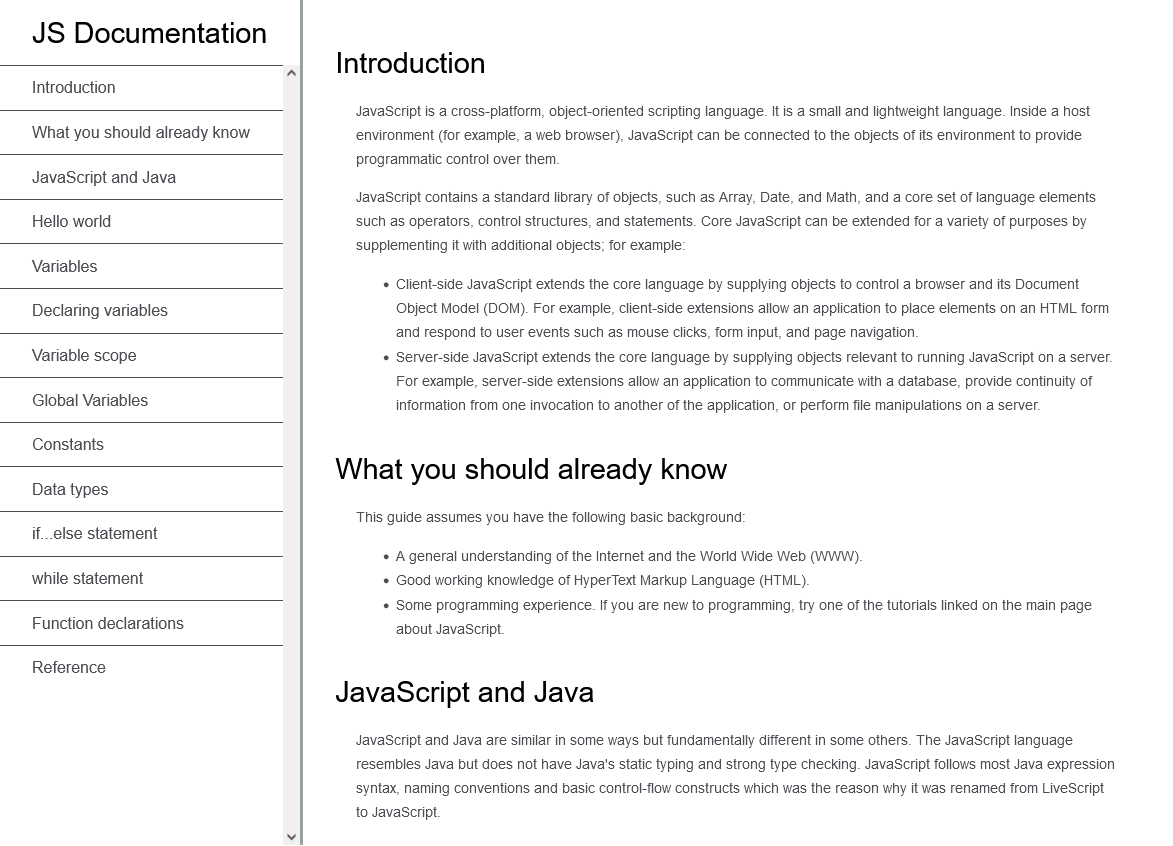 JS Documentation
Introduction
What you should already know
JavaScript and Java
Hello world
Variables
Declaring variables
Variable scope
Global Variables
Constants
Data types
if...else statement
while statement
Function declarations
Reference
Introduction
JavaScript is a cross-platform, object-oriented scripting language. It is a small and lightweight language. Inside a host
environment (for example, a web browser), JavaScript can be connected to the objects of its environment to provide
programmatic control over them.
JavaScript contains a standard library of objects, such as Array, Date, and Math, and a core set of language elements
such as operators, control structures, and statements. Core JavaScript can be extended for a variety of purposes by
supplementing it with additional objects; for example:
• Client-side JavaScript extends the core language by supplying objects to control a browser and its Document
Object Model (DOM). For example, client-side extensions allow an application to place elements on an HTML form
and respond to user events such as mouse clicks, form input, and page navigation.
• Server-side JavaScript extends the core language by supplying objects relevant to running JavaScript on a server.
For example, server-side extensions allow an application to communicate with a database, provide continuity of
information from one invocation to another of the application, or perform file manipulations on a server.
What you should already know
This guide assumes you have the following basic background:
• A general understanding of the Internet and the World Wide Web (WWW).
• Good working knowledge of HyperText Markup Language (HTML).
• Some programming experience. If you are new to programming, try one of the tutorials linked on the main page
about JavaScript.
JavaScript and Java
JavaScript and Java are similar in some ways but fundamentally different in some others. The JavaScript language
resembles Java but does not have Java's static typing and strong type checking. JavaScript follows most Java expression
syntax, naming conventions and basic control-flow constructs which was the reason why it was renamed from LiveScript
to JavaScript.